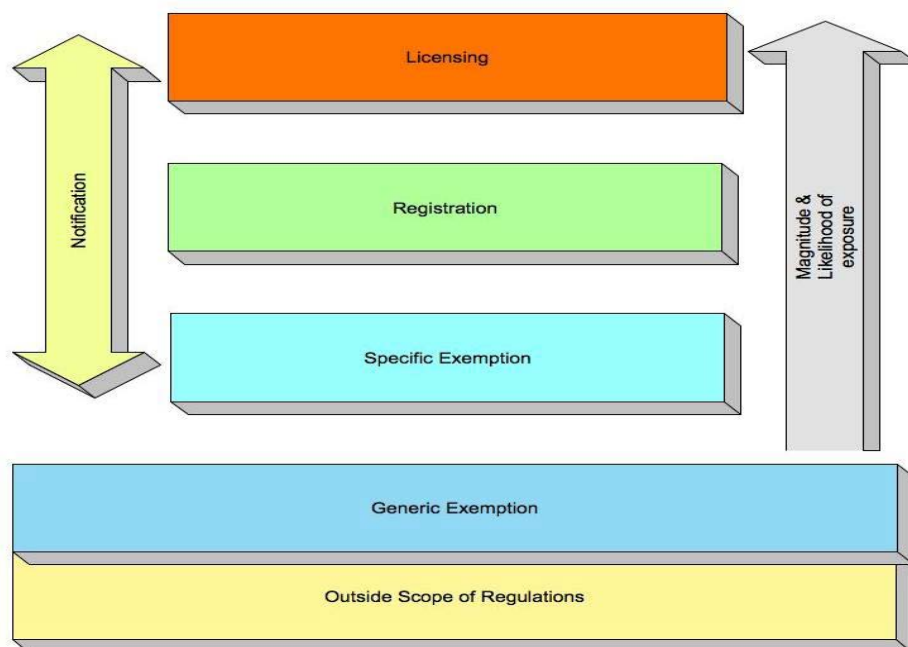 Licensing
Notification
Registration
Magnitude &
Likelihood of
exposure
Specific Exemption
Generic Exemption
Outside Scope of Regulations